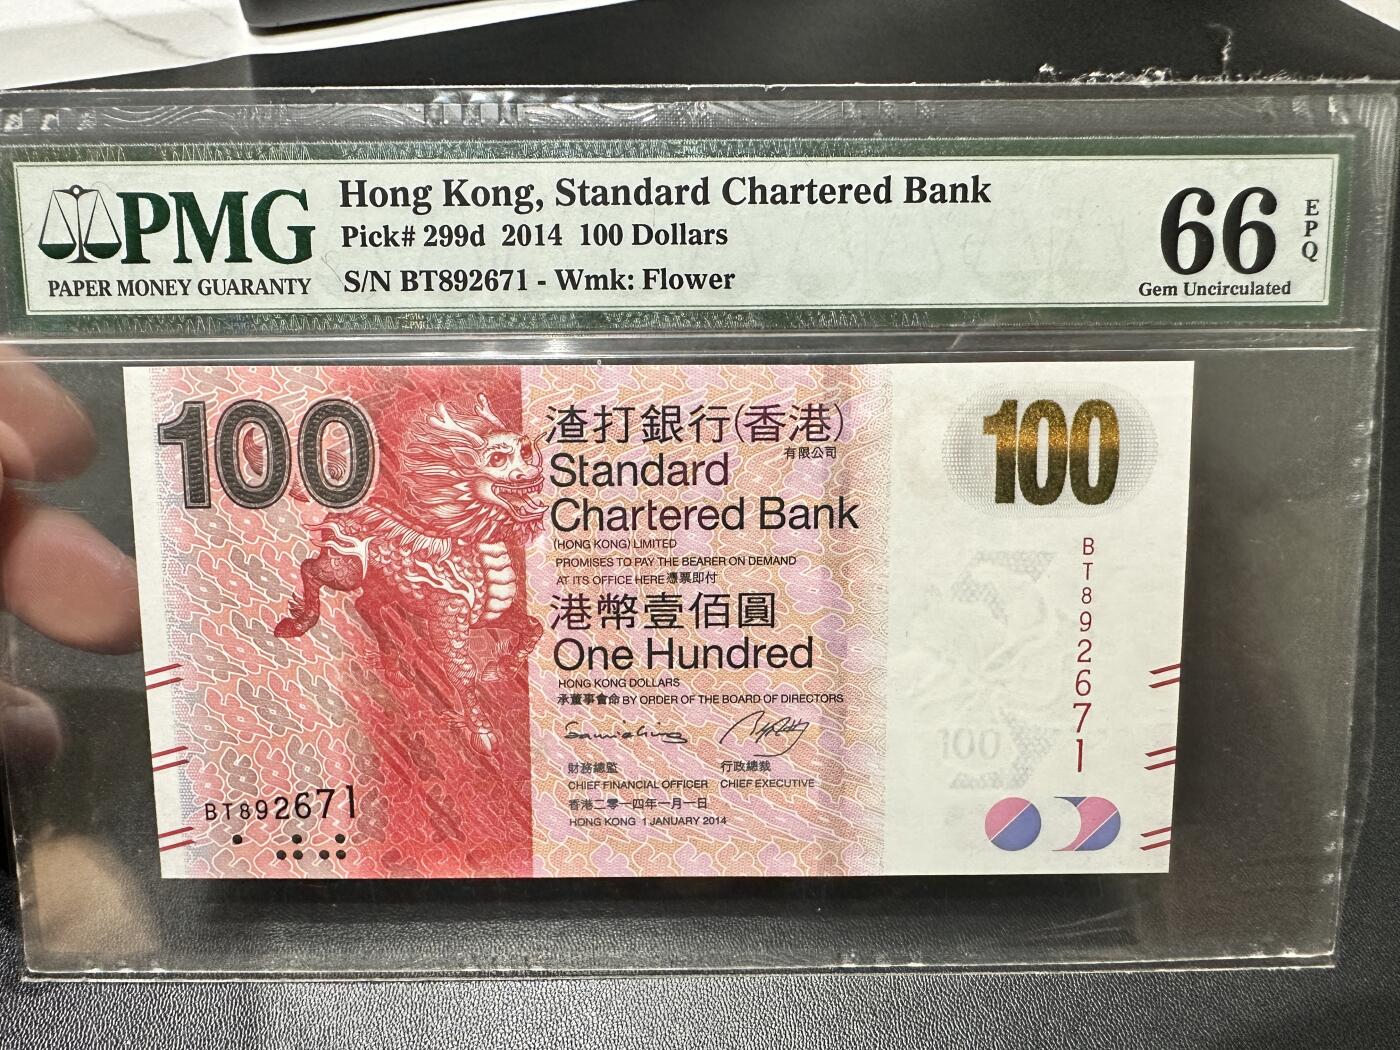 PMG
PAPER MONEY GUARANTY
Hong Kong, Standard Chartered Bank
Pick# 299d 2014 100 Dollars
S/N BT892671 - Wmk: Flower
66
EPQ
Gem Uncirculated
100
渣打銀行(香港)
有限公司
Standard
Chartered Bank
(HONG KONG) LIMITED
PROMISES TO PAY THE BEARER ON DEMAND
AT ITS OFFICE HERE 憑票即付
港幣壹佰圓
One Hundred
HONG KONG DOLLARS
承董事會命 BY ORDER OF THE BOARD OF DIRECTORS
財務總監 行政總裁
CHIEF FINANCIAL OFFICER CHIEF EXECUTIVE
香港二零一四年一月一日
HONG KONG 1 JANUARY 2014
BT892671
100
BT892671
100